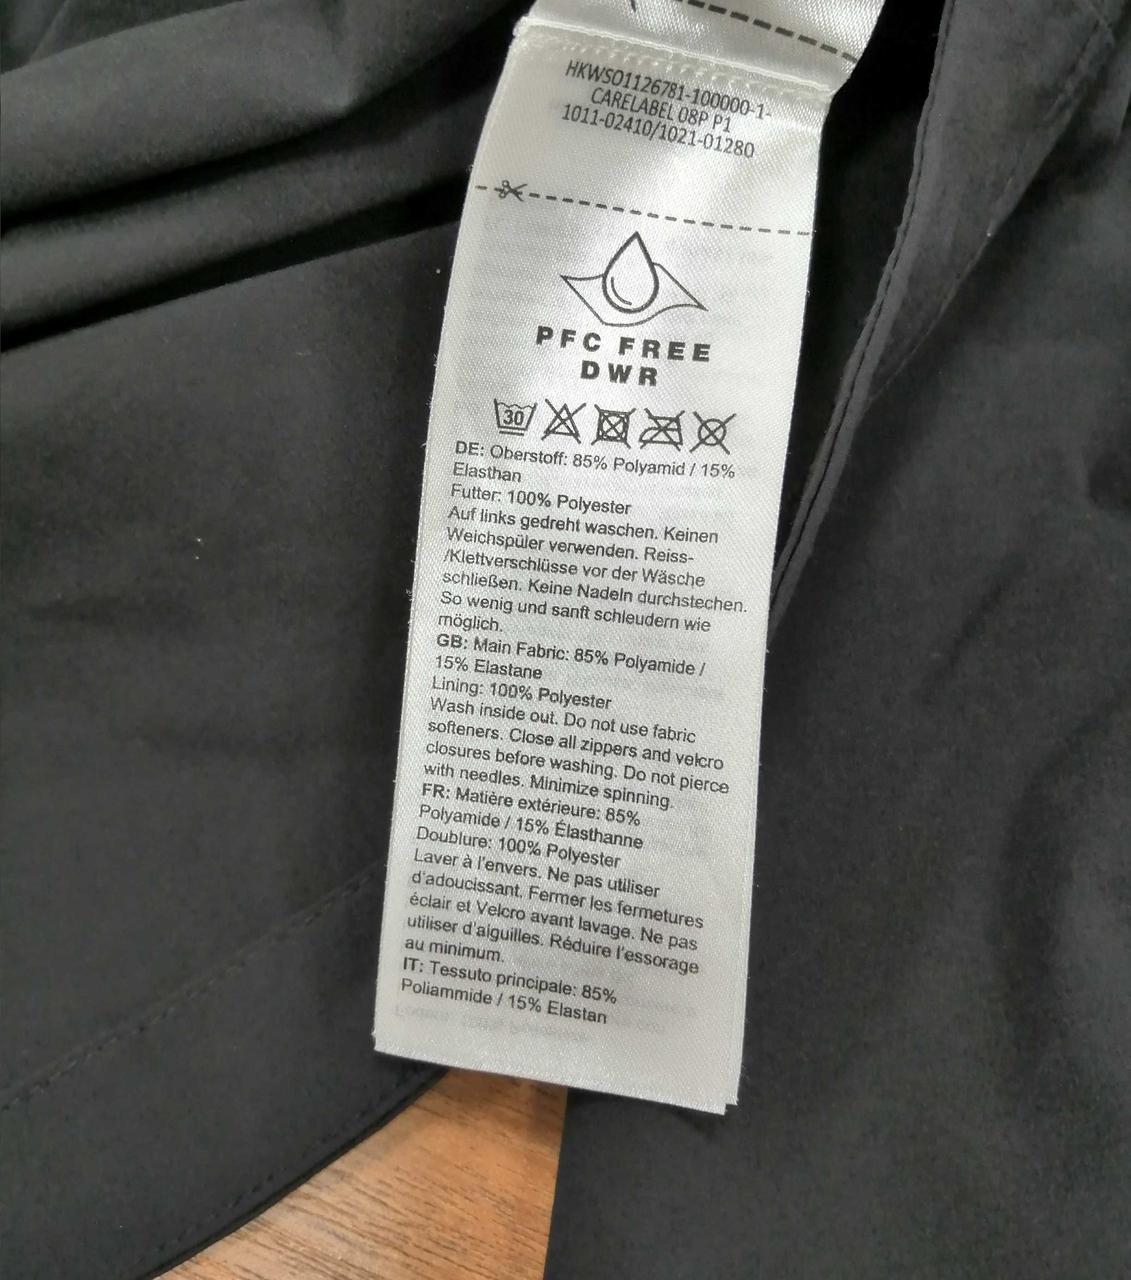 HKWSO1126781-100000-1-
CARELABEL 08P P1
1011-02410/1021-01280
PFC FREE
DWR
30
DE: Oberstoff: 85% Polyamid / 15%
Elasthan
Futter: 100% Polyester
Auf links gedreht waschen. Keinen
Weichspüler verwenden. Reiss-
/Klettverschlüsse vor der Wäsche
schließen. Keine Nadeln durchstechen.
So wenig und sanft schleudern wie
möglich.
GB: Main Fabric: 85% Polyamide /
15% Elastane
Lining: 100% Polyester
Wash inside out. Do not use fabric
softeners. Close all zippers and velcro
closures before washing. Do not pierce
with needles. Minimize spinning.
FR: Matière extérieure: 85%
Polyamide / 15% Élasthanne
Doublure: 100% Polyester
Laver à l'envers. Ne pas utiliser
d'adoucissant. Fermer les fermetures
éclair et Velcro avant lavage. Ne pas
utiliser d'aiguilles. Réduire l'essorage
au minimum.
IT: Tessuto principale: 85%
Poliammide / 15% Elastan